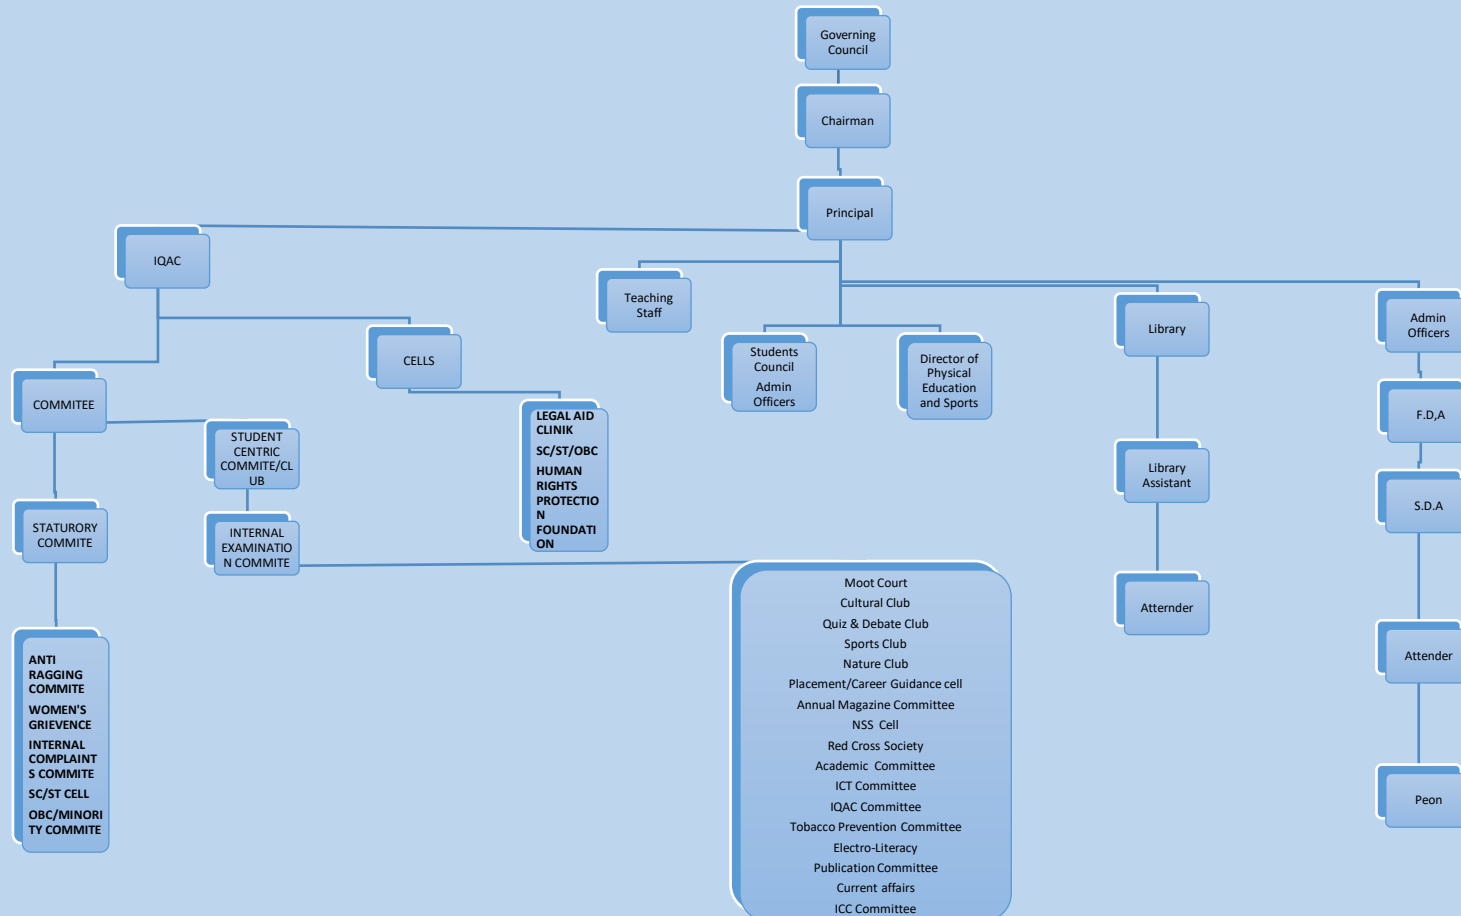 Governing
Council
Chairman
Principal
IQAC
Teaching
Staff
Students
Council
Admin
Officers
Director of
Physical
Education
and Sports
Library
Admin
Officers
CELLS
COMMITEE
STUDENT
CENTRIC
COMMITE/CL
UB
LEGAL AID
CLINIK
SC/ST/OBC
HUMAN
RIGHTS
PROTECTIO
N
FOUNDATI
ON
Library
Assistant
F.D,A
S.D.A
STATURORY
COMMITE
INTERNAL
EXAMINATIO
N COMMITE
Atternder
Attender
Peon
ANTI
RAGGING
COMMITE
WOMEN'S
GRIEVENCE
INTERNAL
COMPLAINT
S COMMITE
SC/ST CELL
OBC/MINORI
TY COMMITE
Moot Court
Cultural Club
Quiz & Debate Club
Sports Club
Nature Club
Placement/Career Guidance cell
Annual Magazine Committee
NSS Cell
Red Cross Society
Academic Committee
ICT Committee
IQAC Committee
Tobacco Prevention Committee
Electro-Literacy
Publication Committee
Current affairs
ICC Committee